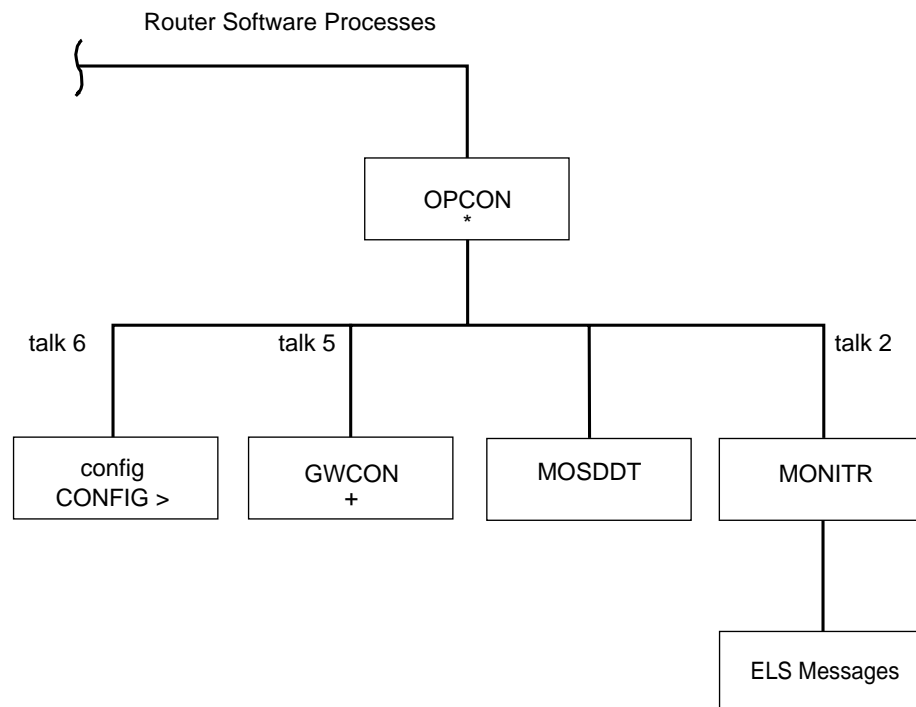 Router Software Processes
OPCON
*
talk 6
talk 5
talk 2
config
CONFIG >
GWCON
+
MOSDDT
MONITR
ELS Messages